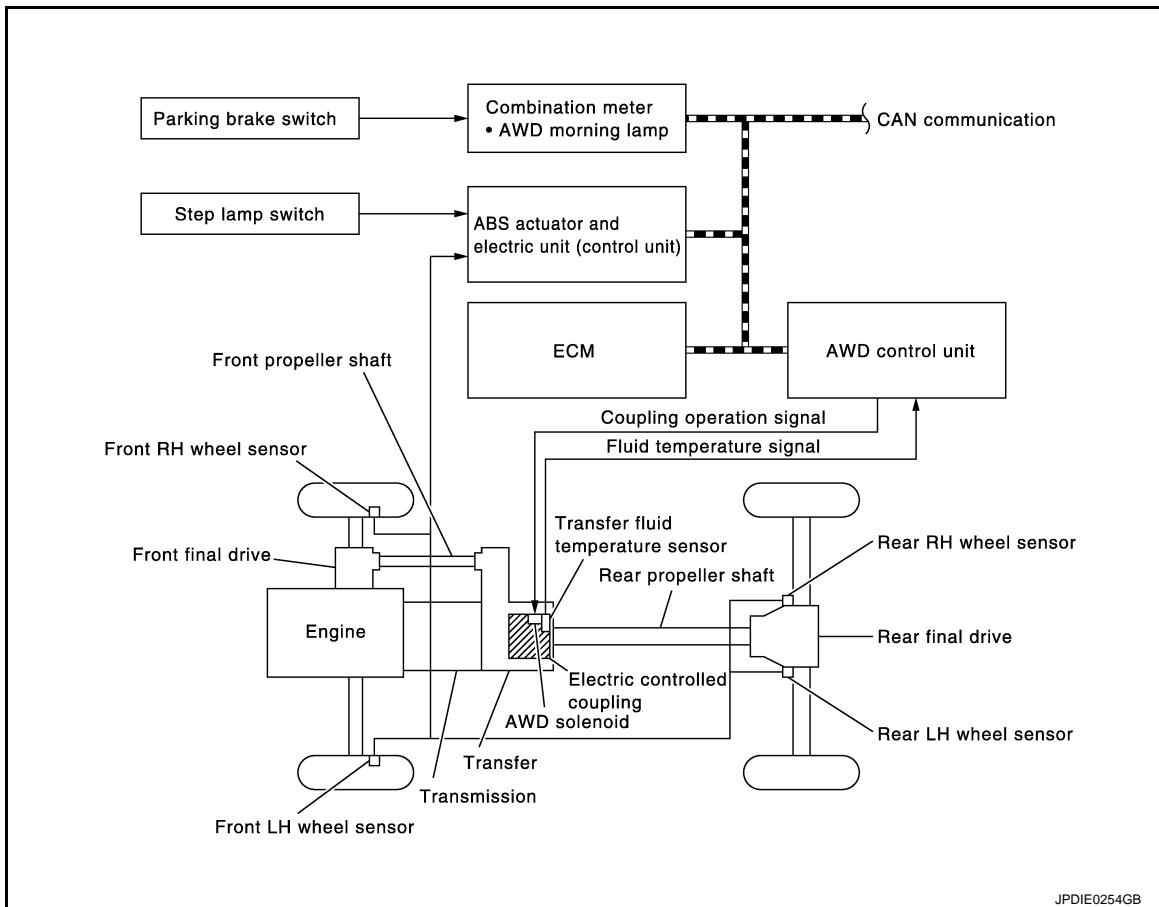 Parking brake switch
Combination meter
• AWD morning lamp
CAN communication
Step lamp switch
ABS actuator and
electric unit (control unit)
ECM
AWD control unit
Front propeller shaft
Coupling operation signal
Fluid temperature signal
Front RH wheel sensor
Transfer fluid
temperature sensor
Rear RH wheel sensor
Front final drive
Rear propeller shaft
Engine
Rear final drive
Electric controlled
coupling
AWD solenoid
Rear LH wheel sensor
Transfer
Transmission
Front LH wheel sensor
JPDIE0254GB